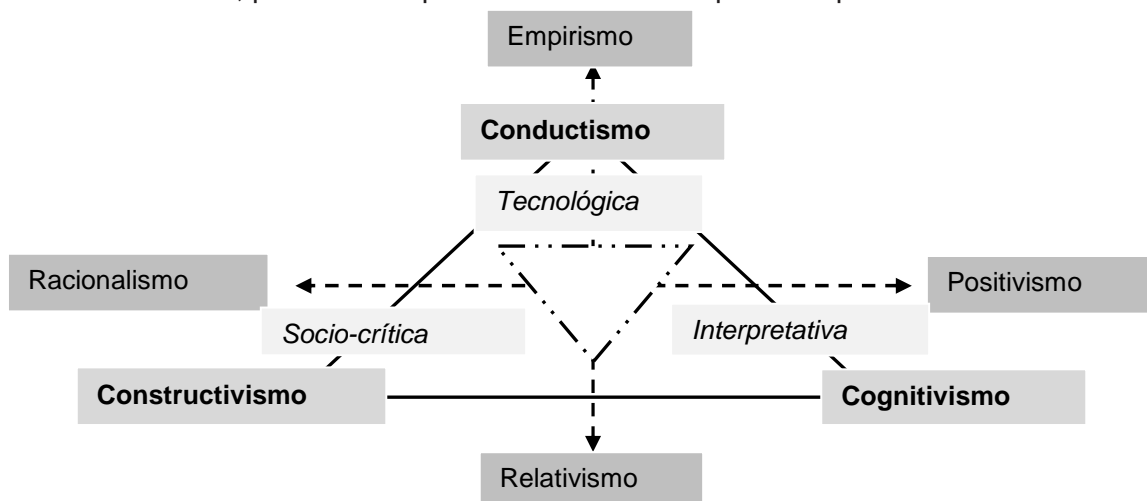 Empirismo
Conductismo
Tecnológica
Racionalismo
Positivismo
Socio-crítica
Interpretativa
Constructivismo
Cognitivismo
Relativismo